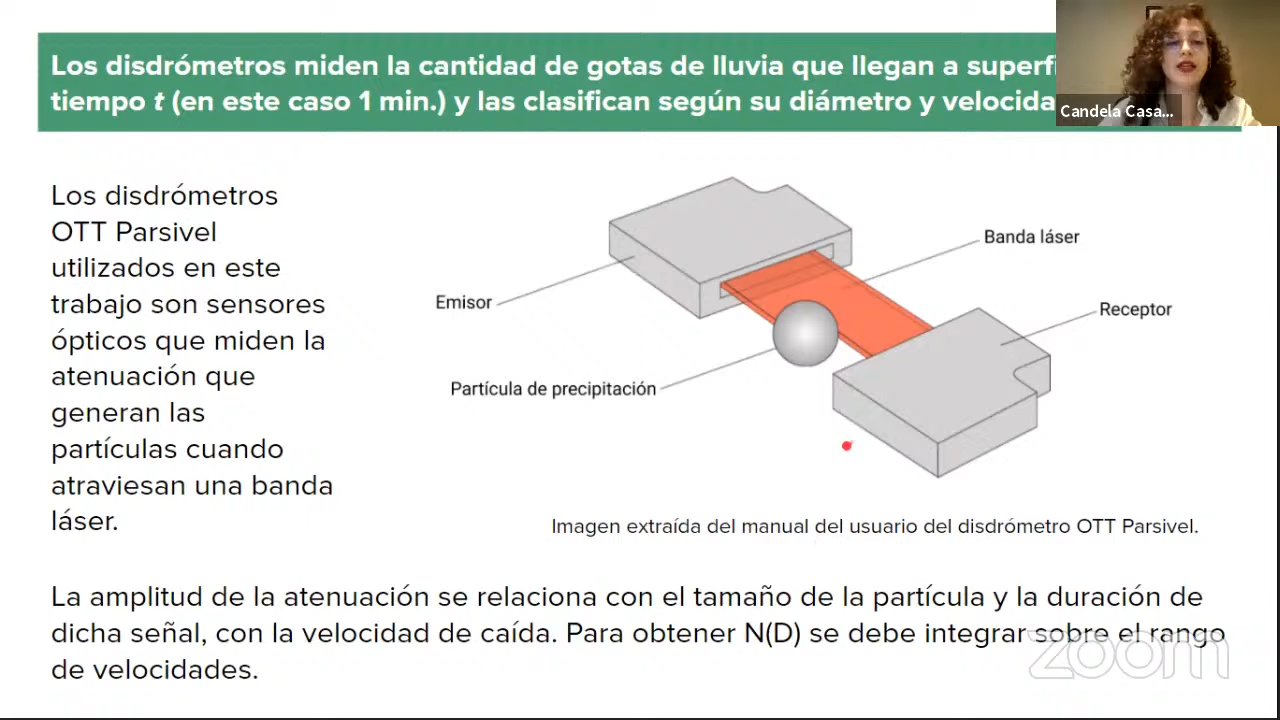 Los disdrómetros miden la cantidad de gotas de lluvia que llegan a
tiempo t (en este caso 1 min.) y las clasifican según su diámetro y
Candela Casa...
Los disdrómetros
OTT Parsivel
utilizados en este
trabajo son sensores
ópticos que miden la
atenuación que
generan las
partículas cuando
atraviesan una banda
láser.
Banda láser
Emisor
Receptor
Partícula de precipitación
Imagen extraída del manual del usuario del disdrómetro OTT Parsivel.
La amplitud de la atenuación se relaciona con el tamaño de la partícula y la duración de
dicha señal, con la velocidad de caída. Para obtener N(D) se debe integrar sobre el rango
de velocidades.
zoom